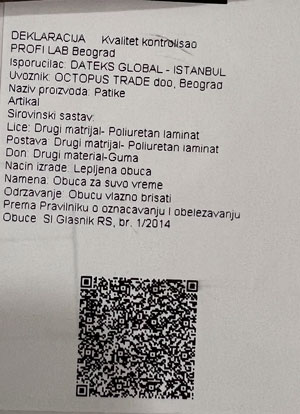 DEKLARACIJA Kvalitet kontrolisao
PROFI LAB Beograd
Isporucilac: DATEKS GLOBAL - ISTANBUL
Uvoznik: OCTOPUS TRADE doo, Beograd
Naziv proizvoda: Patike
Artikal
Sirovinski sastav:
Lice: Drugi matrijal- Poliuretan laminat
Postava: Drugi matrijal- Poliuretan laminat
Don: Drugi material-Guma
Nacin izrade: Lepljena obuca
Namena: Obuca za suvo vreme
Odrzavanje: Obucu vlazno brisati
Prema Pravilniku o oznacavanju I obelezavanju
Obuce Sl Glasnik RS, br. 1/2014